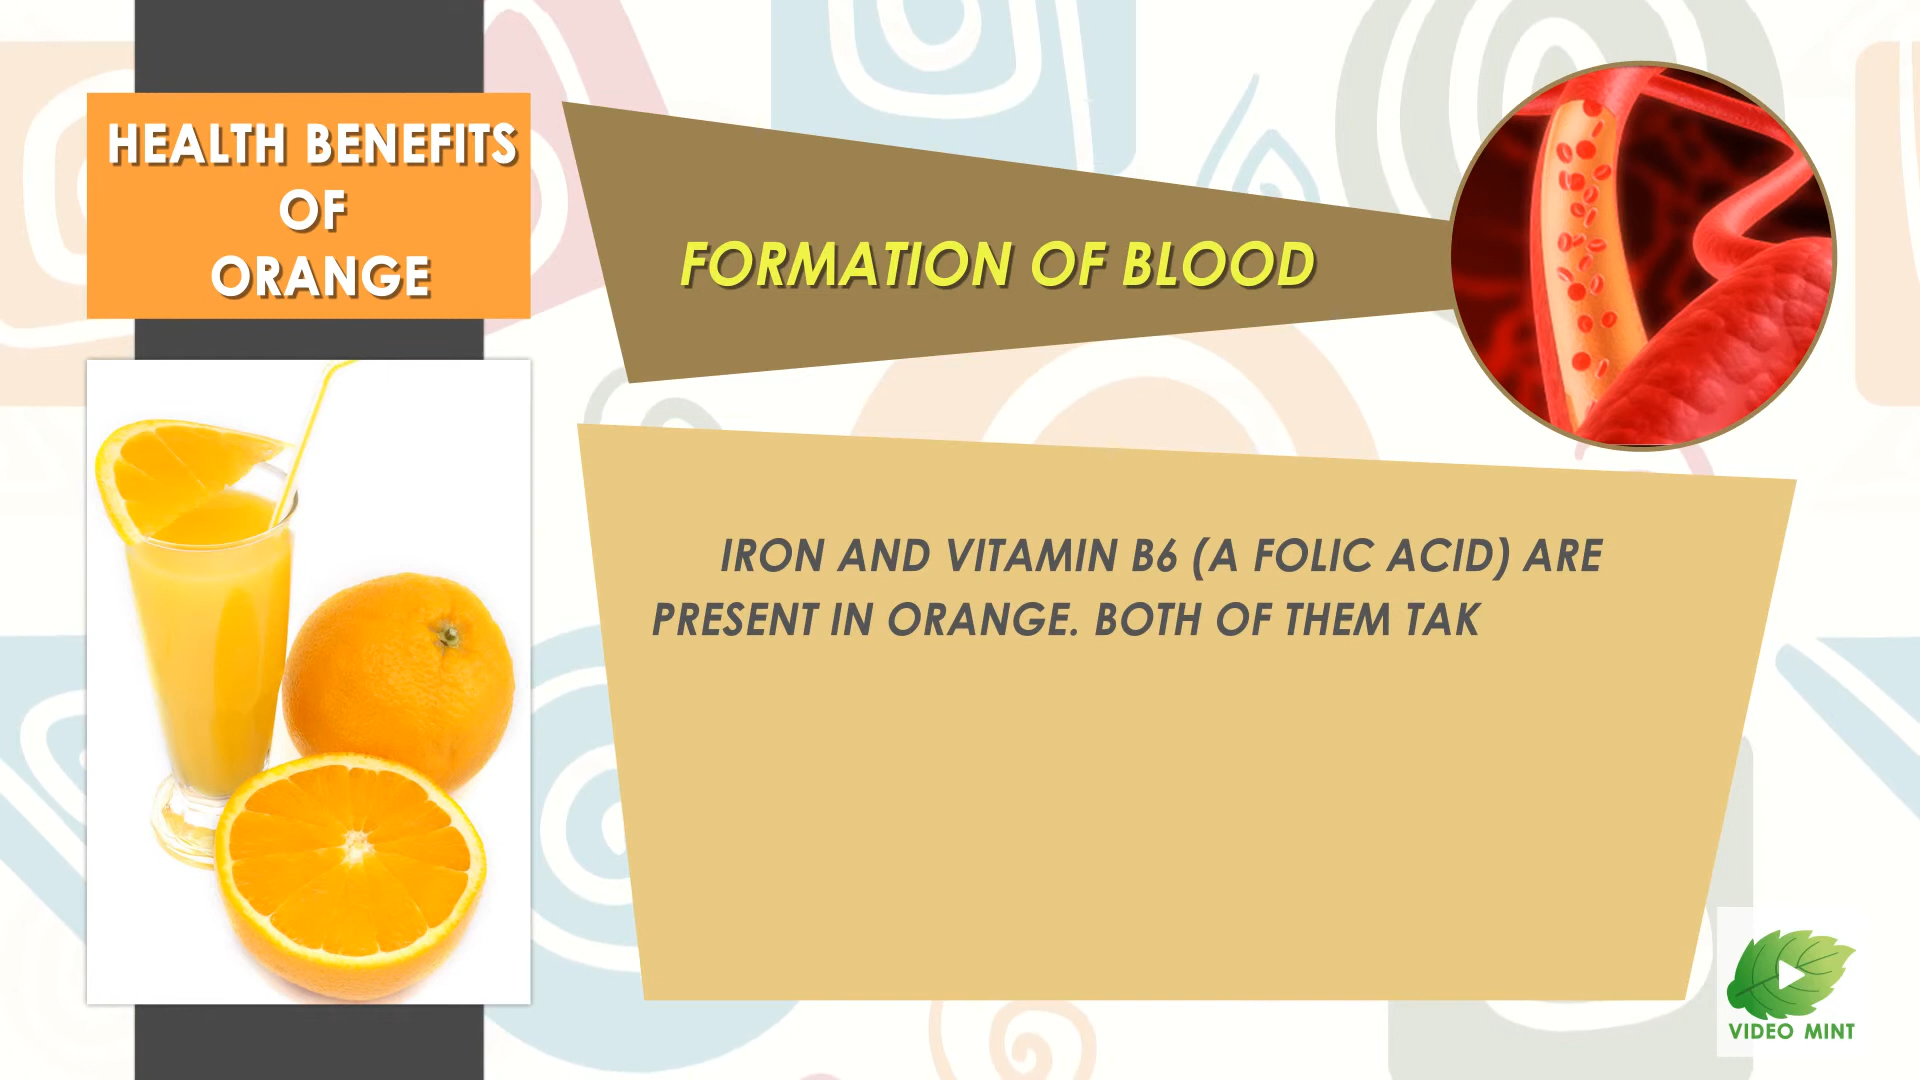 HEALTH BENEFITS
OF
ORANGE
FORMATION OF BLOOD
IRON AND VITAMIN B6 (A FOLIC ACID) ARE
PRESENT IN ORANGE. BOTH OF THEM TAK
VIDEO MINT